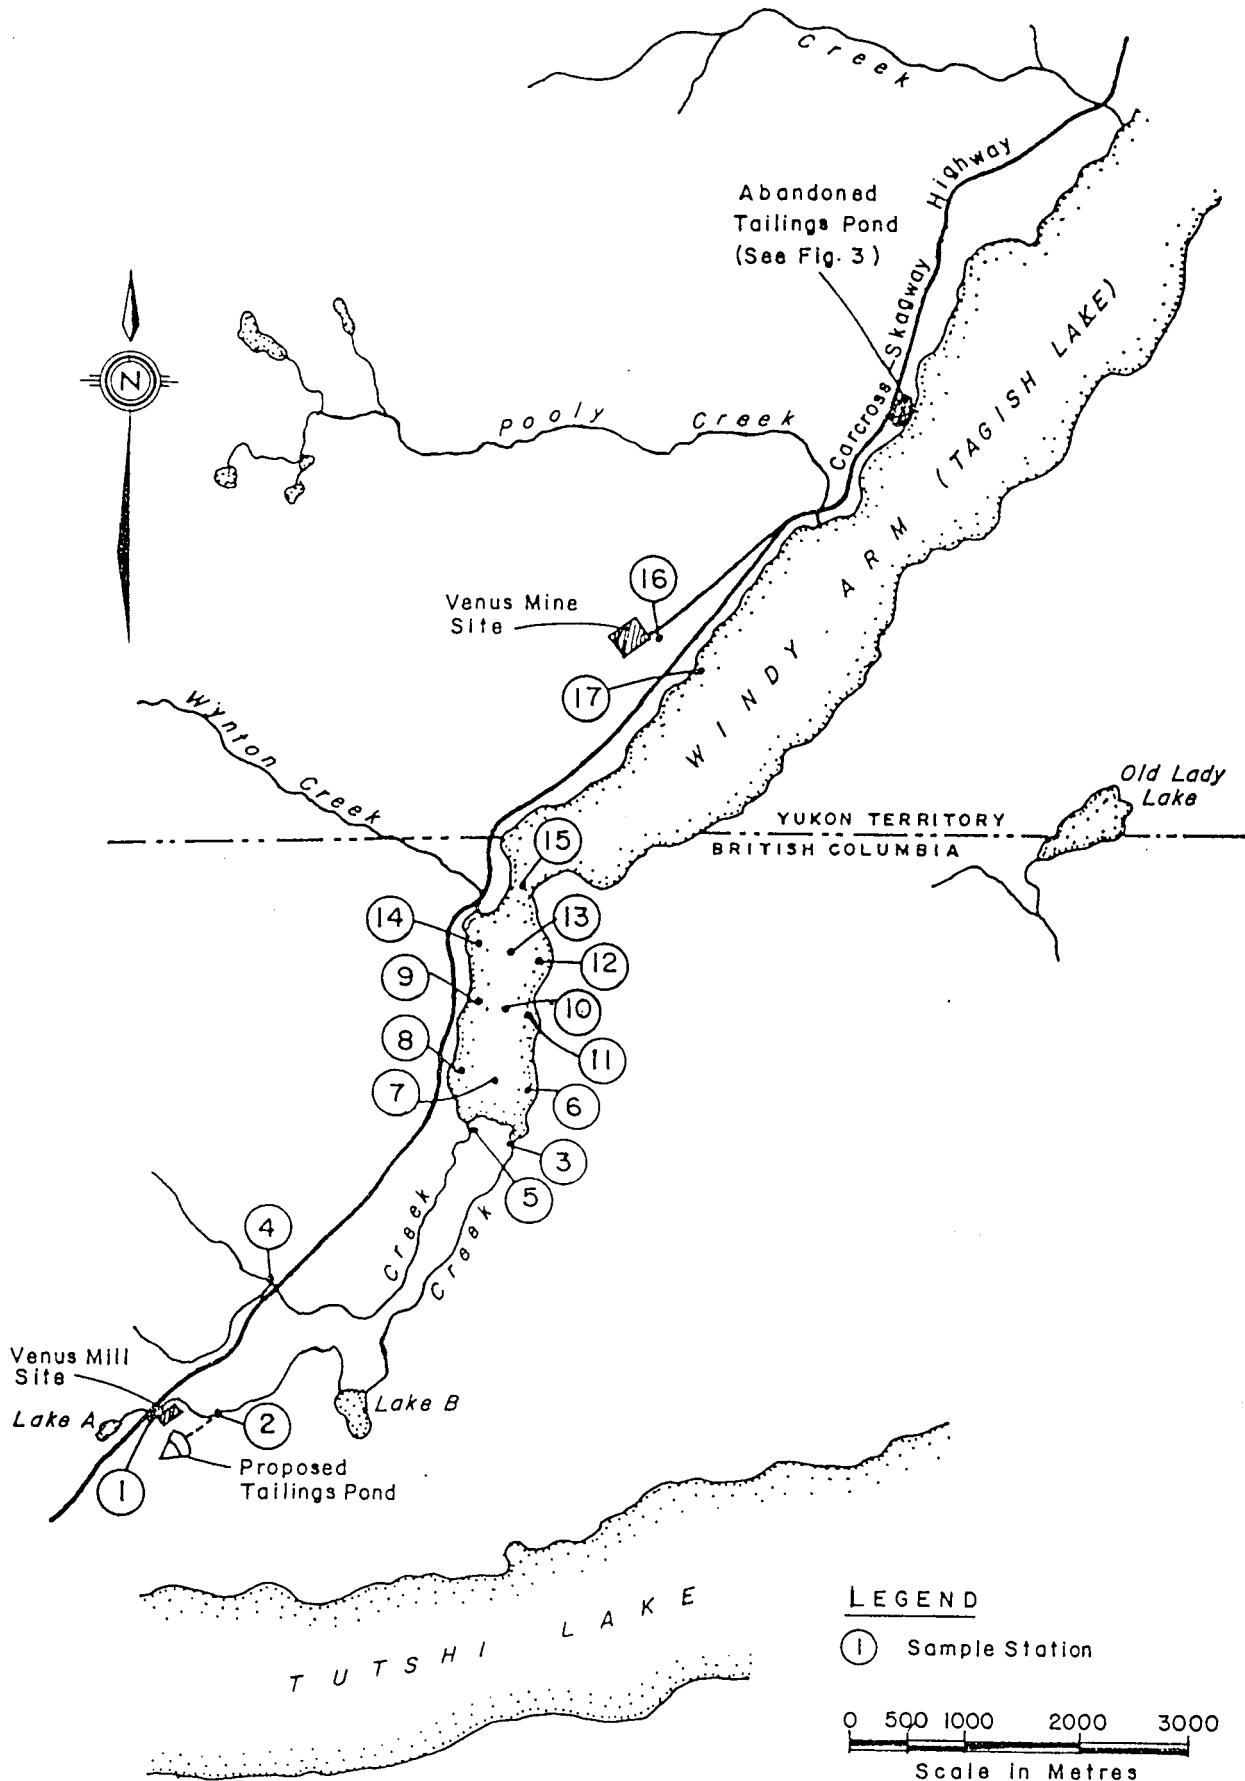 Creek
Abandoned
Tailings Pond
(See Fig. 3)
Carcross-Skagway Highway
N
Pooly Creek
WINDY ARM (TAGISH LAKE)
16
Venus Mine
Site
17
Wynton Creek
Old Lady
Lake
YUKON TERRITORY
BRITISH COLUMBIA
15
14
13
12
9
10
11
8
7
6
3
5
4
Creek
Creek
Venus Mill
Site
Lake A
Lake B
2
1
Proposed
Tailings Pond
TUTSHI LAKE
LEGEND
1 Sample Station
0 500 1000 2000 3000
Scale in Metres